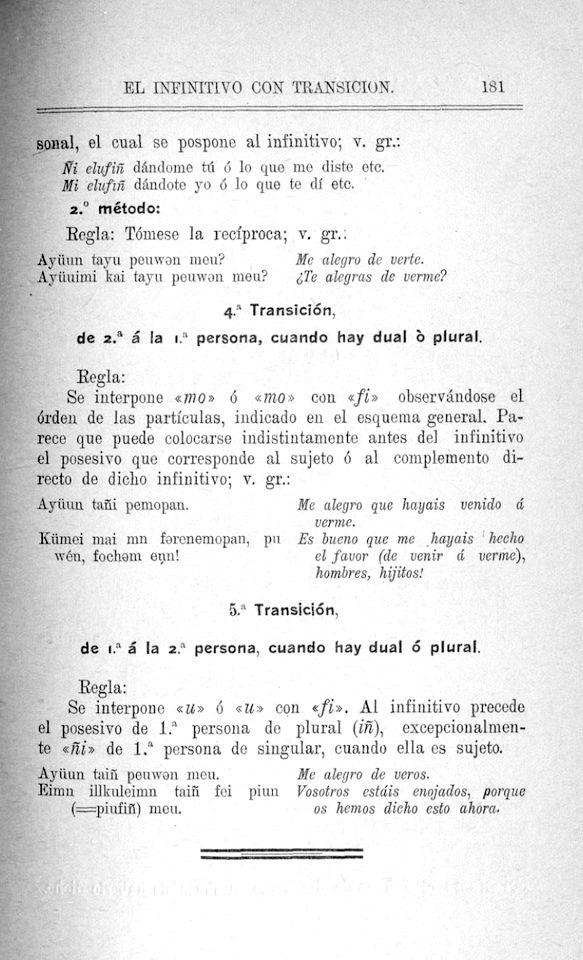 EL INFINITIVO CON TRANSICION. 181
sonal, el cual se pospone al infinitivo; v. gr.:
Ñi elufiñ dándome tú ó lo que me diste etc.
Mi elufiñ dándote yo ó lo que te dí etc.
2.° método:
Regla: Tómese la recíproca; v. gr.:
Ayüun tayu peuwən meu? Me alegro de verte.
Ayüuimi kai tayu peuwən meu? ¿Te alegras de verme?
4.ª Transición,
de 2.ª á la 1.ª persona, cuando hay dual ò plural.
Regla:
Se interpone «mo» ó «mo» con «fi» observándose el
órden de las partículas, indicado en el esquema general. Pa-
rece que puede colocarse indistintamente antes del infinitivo
el posesivo que corresponde al sujeto ó al complemento di-
recto de dicho infinitivo; v. gr.:
Ayüun tañi pemopan. Me alegro que hayais venido á
verme.
Kümei mai mn fərenemopan, pu Es bueno que me hayais hecho
wén, fochəm eŋn! el favor (de venir á verme),
hombres, hijitos!
5.ª Transición,
de 1.ª á la 2.ª persona, cuando hay dual ó plural.
Regla:
Se interpone «u» ó «u» con «fi». Al infinitivo precede
el posesivo de 1.ª persona de plural (iñ), excepcionalmen-
te «ñi» de 1.ª persona de singular, cuando ella es sujeto.
Ayüun taiñ peuwən meu. Me alegro de veros.
Eimn illkuleimn taiñ fei piun Vosotros estáis enojados, porque
(=piufiñ) meu. os hemos dicho esto ahora.